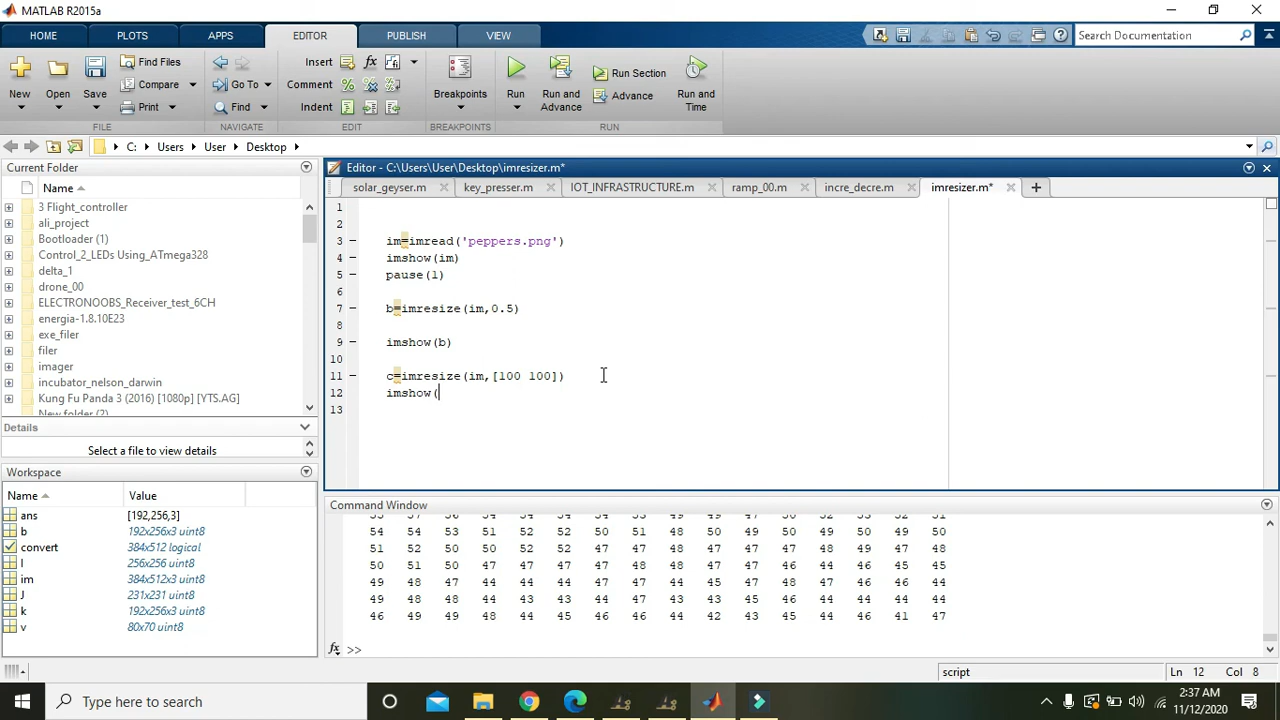 MATLAB R2015a
HOME PLOTS APPS EDITOR PUBLISH VIEW Search Documentation
Find Files Insert fx Run Section
Compare Go To Comment Advance
New Open Save Print Find Indent Breakpoints Run Run and Advance Run and Time
FILE NAVIGATE EDIT BREAKPOINTS RUN
C: Users User Desktop
Current Folder
Name
3 Flight_controller
ali_project
Bootloader (1)
Control_2_LEDs Using_ATmega328
delta_1
drone_00
ELECTRONOOBS_Receiver_test_6CH
energia-1.8.10E23
exe_filer
filer
imager
incubator_nelson_darwin
Kung Fu Panda 3 (2016) [1080p] [YTS.AG]
New folder (2)
Details
Select a file to view details
Workspace
Name Value
ans [192,256,3]
b 192x256x3 uint8
convert 384x512 logical
I 256x256 uint8
im 384x512x3 uint8
J 231x231 uint8
k 192x256x3 uint8
v 80x70 uint8
Editor - C:\Users\User\Desktop\imresizer.m*
solar_geyser.m key_presser.m IOT_INFRASTRUCTURE.m ramp_00.m incre_decre.m imresizer.m*
1
2
3 – im=imread('peppers.png')
4 – imshow(im)
5 – pause(1)
6
7 – b=imresize(im,0.5)
8
9 – imshow(b)
10
11 – c=imresize(im,[100 100])
12 – imshow(
13
Command Window
54 54 53 51 52 52 50 51 48 50 49 50 49 50 49 50
51 52 50 50 52 52 47 47 48 47 47 47 48 49 47 48
50 51 50 47 47 47 47 48 48 47 47 46 44 46 45 45
49 48 47 44 44 44 47 47 44 45 47 48 47 46 46 44
49 48 48 44 43 43 44 47 43 43 45 46 44 46 44 44
46 49 49 48 44 45 46 46 44 42 43 45 44 46 41 47
fx >>
script Ln 12 Col 8
Type here to search 2:37 AM
11/12/2020